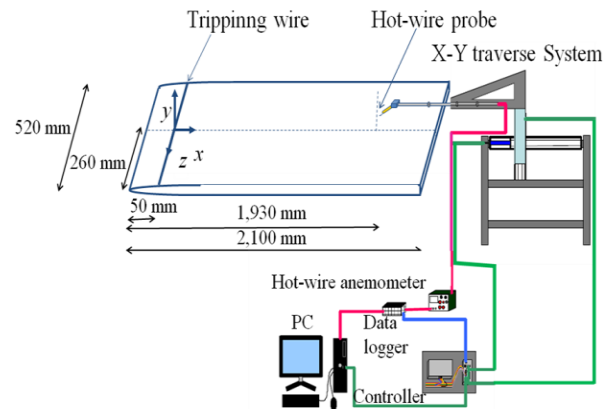 Trippinng wire
Hot-wire probe
X-Y traverse System
520 mm
260 mm
y
z
x
50 mm
1,930 mm
2,100 mm
Hot-wire anemometer
PC
Data
logger
Controller